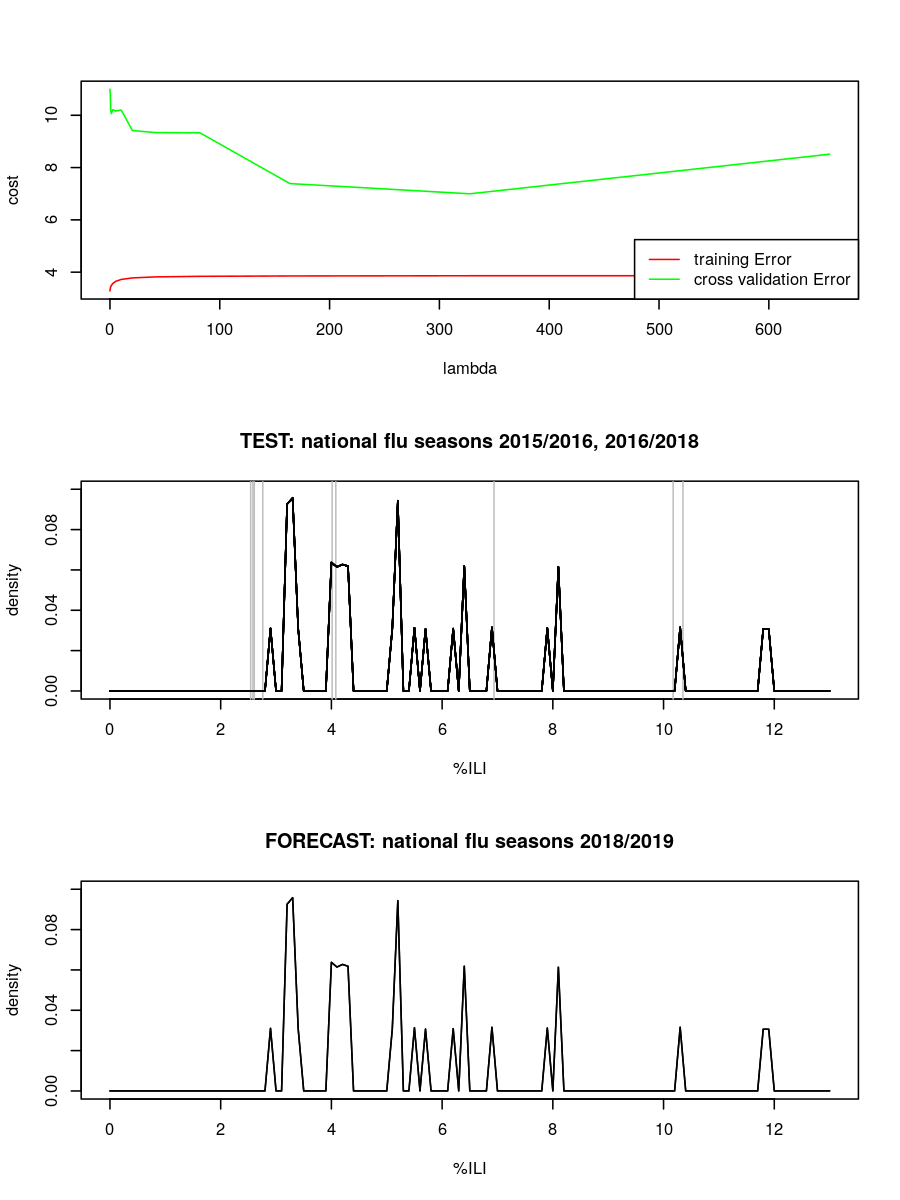 10
8
6
4
cost
training Error
cross validation Error
0 100 200 300 400 500 600
lambda
TEST: national flu seasons 2015/2016, 2016/2018
0.08
0.04
0.00
density
0 2 4 6 8 10 12
%ILI
FORECAST: national flu seasons 2018/2019
0.08
0.04
0.00
density
0 2 4 6 8 10 12
%ILI